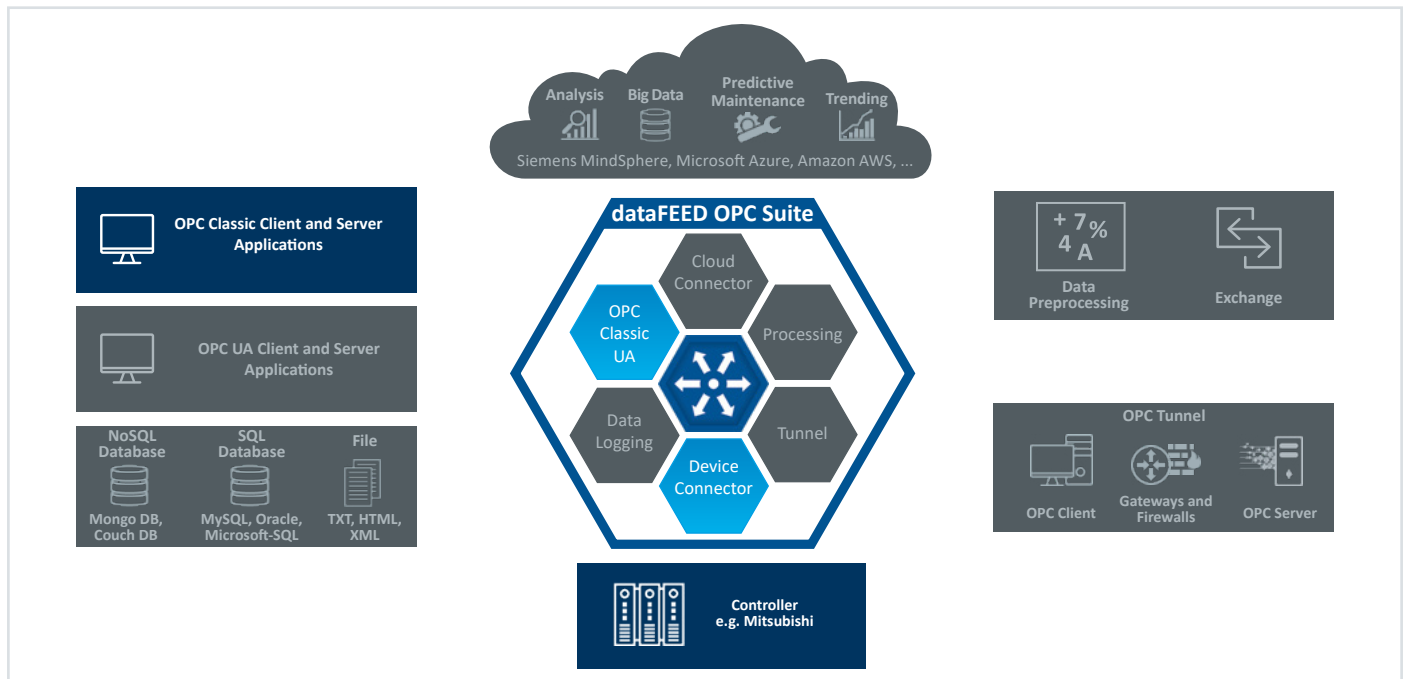 Analysis
Big Data
Predictive
Maintenance
Trending
Siemens MindSphere, Microsoft Azure, Amazon AWS, ...
OPC Classic Client and Server
Applications
OPC UA Client and Server
Applications
NoSQL
Database
Mongo DB,
Couch DB
SQL
Database
MySQL, Oracle,
Microsoft-SQL
File
TXT, HTML,
XML
dataFEED OPC Suite
Cloud
Connector
OPC
Classic
UA
Processing
Data
Logging
Tunnel
Device
Connector
Controller
e.g. Mitsubishi
+ 7 %
4 A
Data
Preprocessing
Exchange
OPC Tunnel
OPC Client
Gateways and
Firewalls
OPC Server